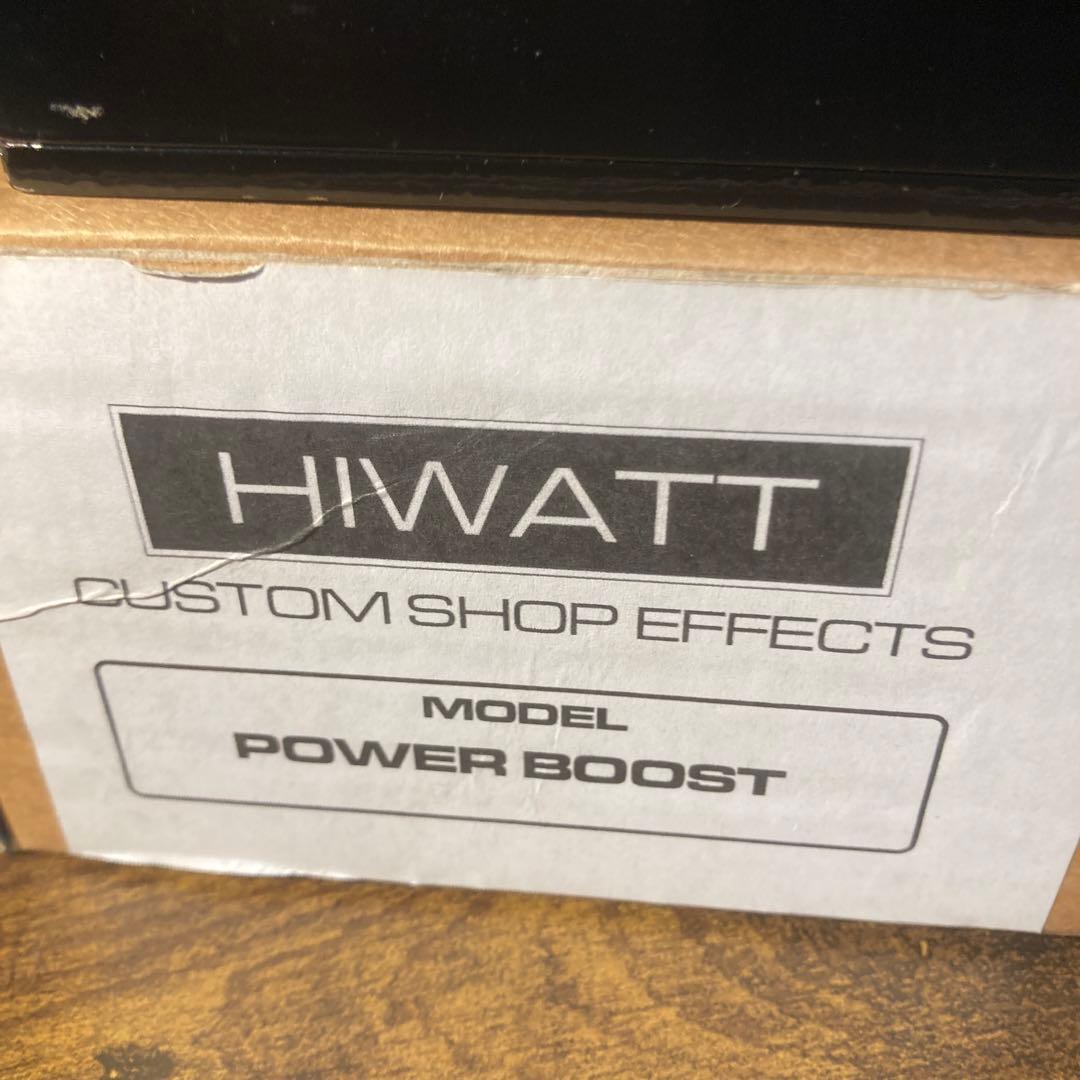 HIWATT
CUSTOM SHOP EFFECTS
MODEL
POWER BOOST